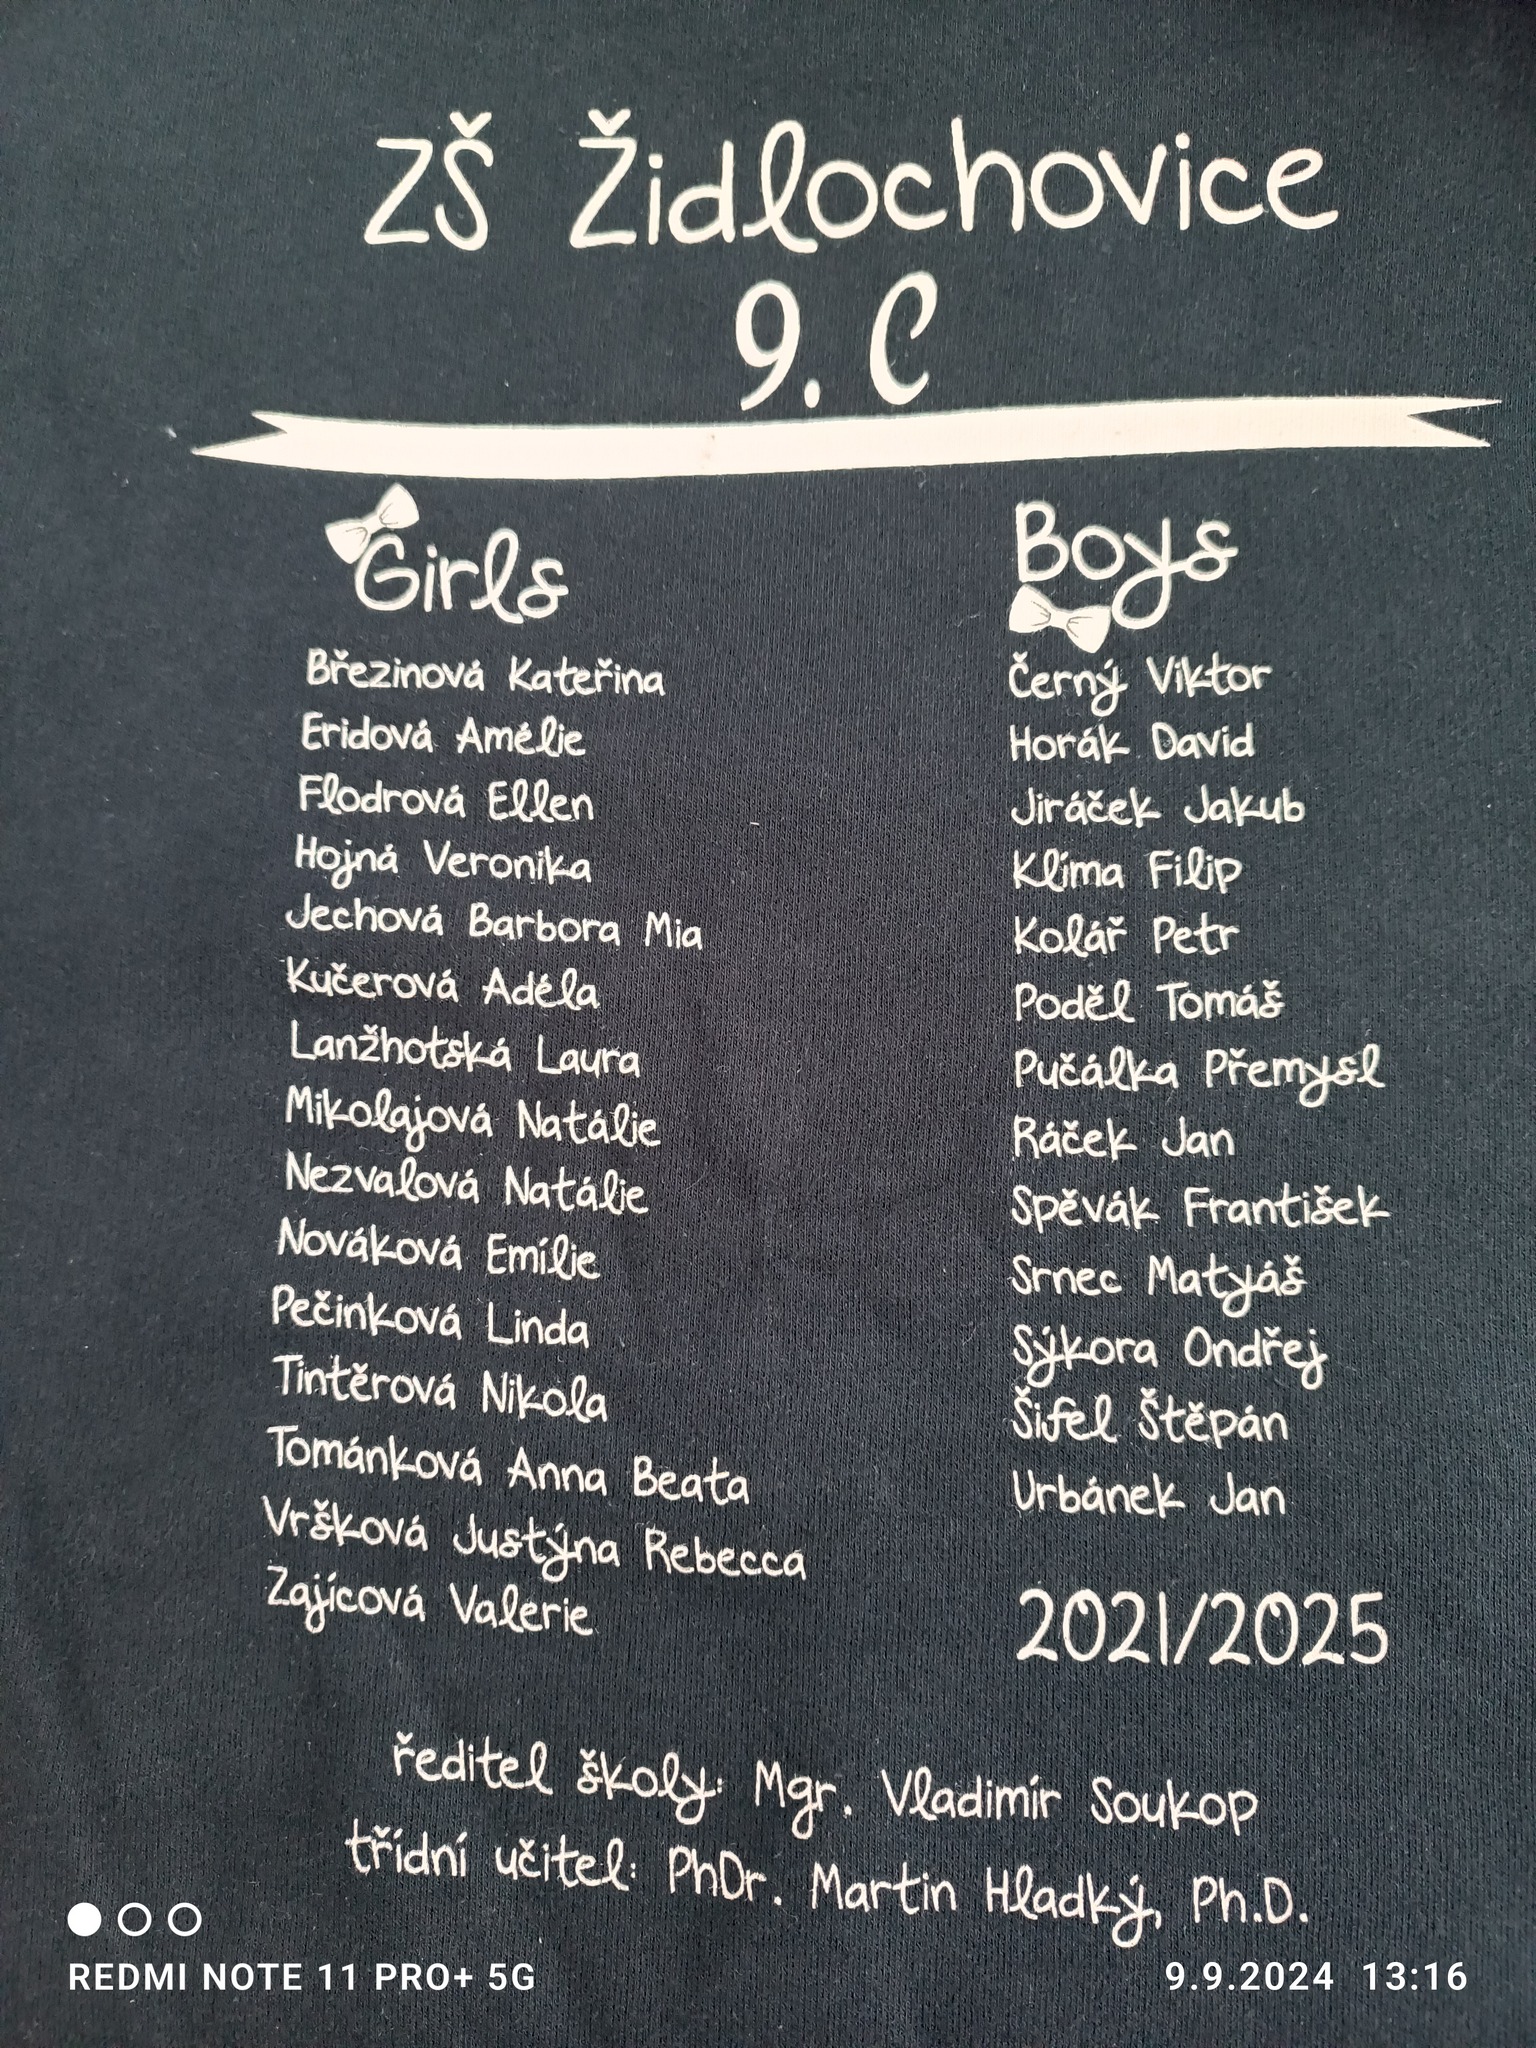 ZŠ Židlochovice
9. C
Girls
Březinová Kateřina
Eridová Amélie
Flodrová Ellen
Hojná Veronika
Jechová Barbora Mia
Kučerová Adéla
Lanžhotská Laura
Mikolajová Natálie
Nezvalová Natálie
Nováková Emílie
Pečinková Linda
Tintěrová Nikola
Tománková Anna Beata
Vršková Justýna Rebecca
Zajícová Valerie
Boys
Černý Viktor
Horák David
Jiráček Jakub
Klíma Filip
Kolář Petr
Poděl Tomáš
Pučálka Přemysl
Ráček Jan
Spěvák František
Srnec Matyáš
Sýkora Ondřej
Šifel Štěpán
Urbánek Jan
2021/2025
ředitel školy: Mgr. Vladimír Soukop
třídní učitel: PhDr. Martin Hladký, Ph.D.
REDMI NOTE 11 PRO+ 5G
9.9.2024 13:16